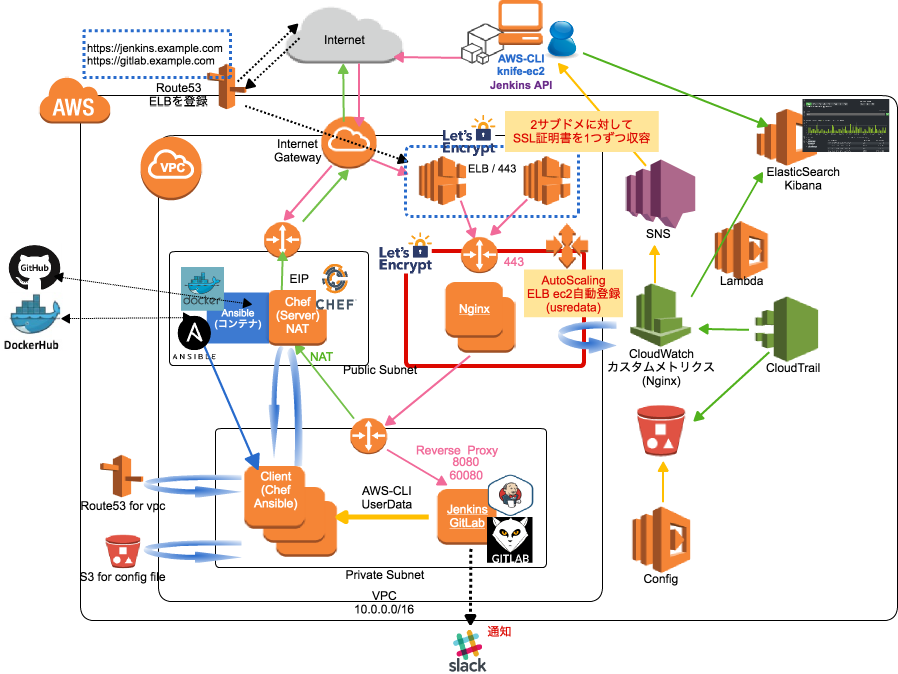 https://jenkins.example.com
https://gitlab.example.com
Internet
AWS-CLI
knife-ec2
Jenkins API
Route53
ELBを登録
AWS
VPC
Internet
Gateway
Let's
Encrypt
2サブドメに対して
SSL証明書を1つずつ収容
ELB / 443
ElasticSearch
Kibana
SNS
Lambda
Let's
Encrypt
443
AutoScaling
ELB ec2自動登録
(usredata)
GitHub
DockerHub
EIP
docker
CHEF
Ansible
(コンテナ)
Chef
(Server)
NAT
ANSIBLE
NAT
Nginx
Public Subnet
CloudWatch
カスタムメトリクス
(Nginx)
CloudTrail
Reverse Proxy
8080
60080
Route53 for vpc
Client
(Chef
Ansible)
AWS-CLI
UserData
Jenkins
GitLab
GITLAB
S3 for config file
Private Subnet
Config
VPC
10.0.0.0/16
通知
slack